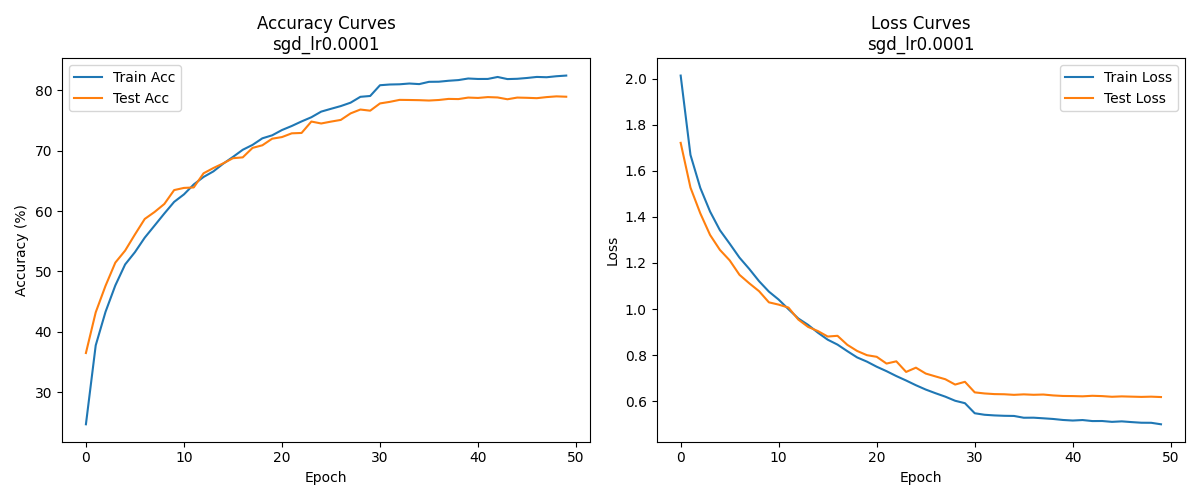 Accuracy Curves
sgd_lr0.0001
Train Acc
Test Acc
80
70
60
50
40
30
Accuracy (%)
0 10 20 30 40 50
Epoch
Loss Curves
sgd_lr0.0001
Train Loss
Test Loss
2.0
1.8
1.6
1.4
1.2
1.0
0.8
0.6
Loss
0 10 20 30 40 50
Epoch